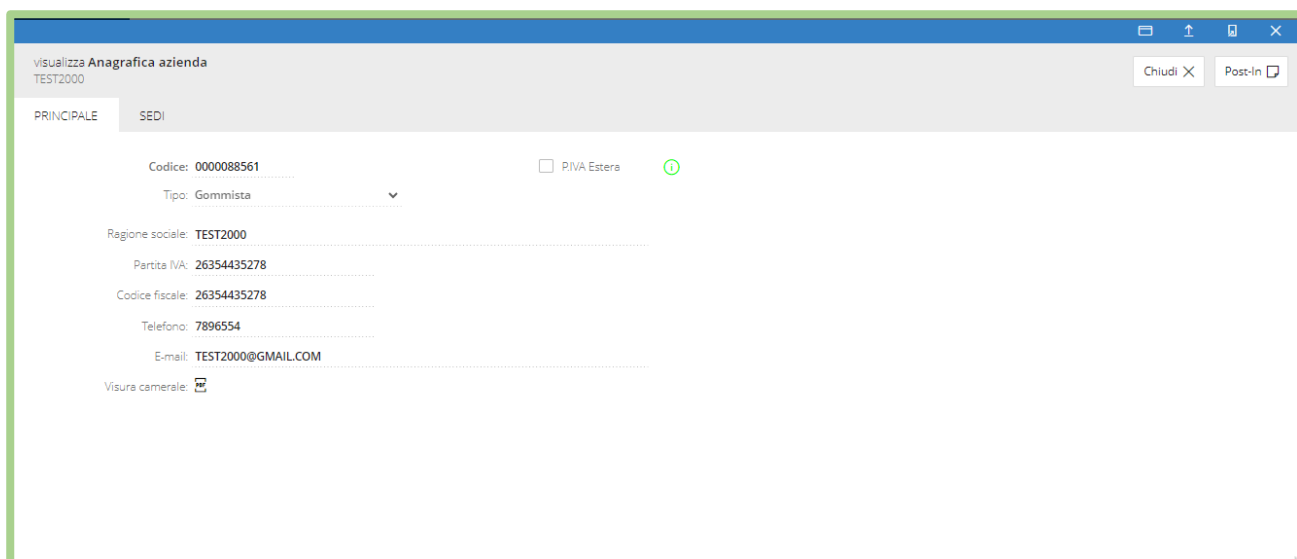 visualizza Anagrafica azienda
TEST2000
Chiudi
Post-In
PRINCIPALE SEDI
Codice: 0000088561
P.IVA Estera
Tipo: Gommista
Ragione sociale: TEST2000
Partita IVA: 26354435278
Codice fiscale: 26354435278
Telefono: 7896554
E-mail: TEST2000@GMAIL.COM
Visura camerale: PDF